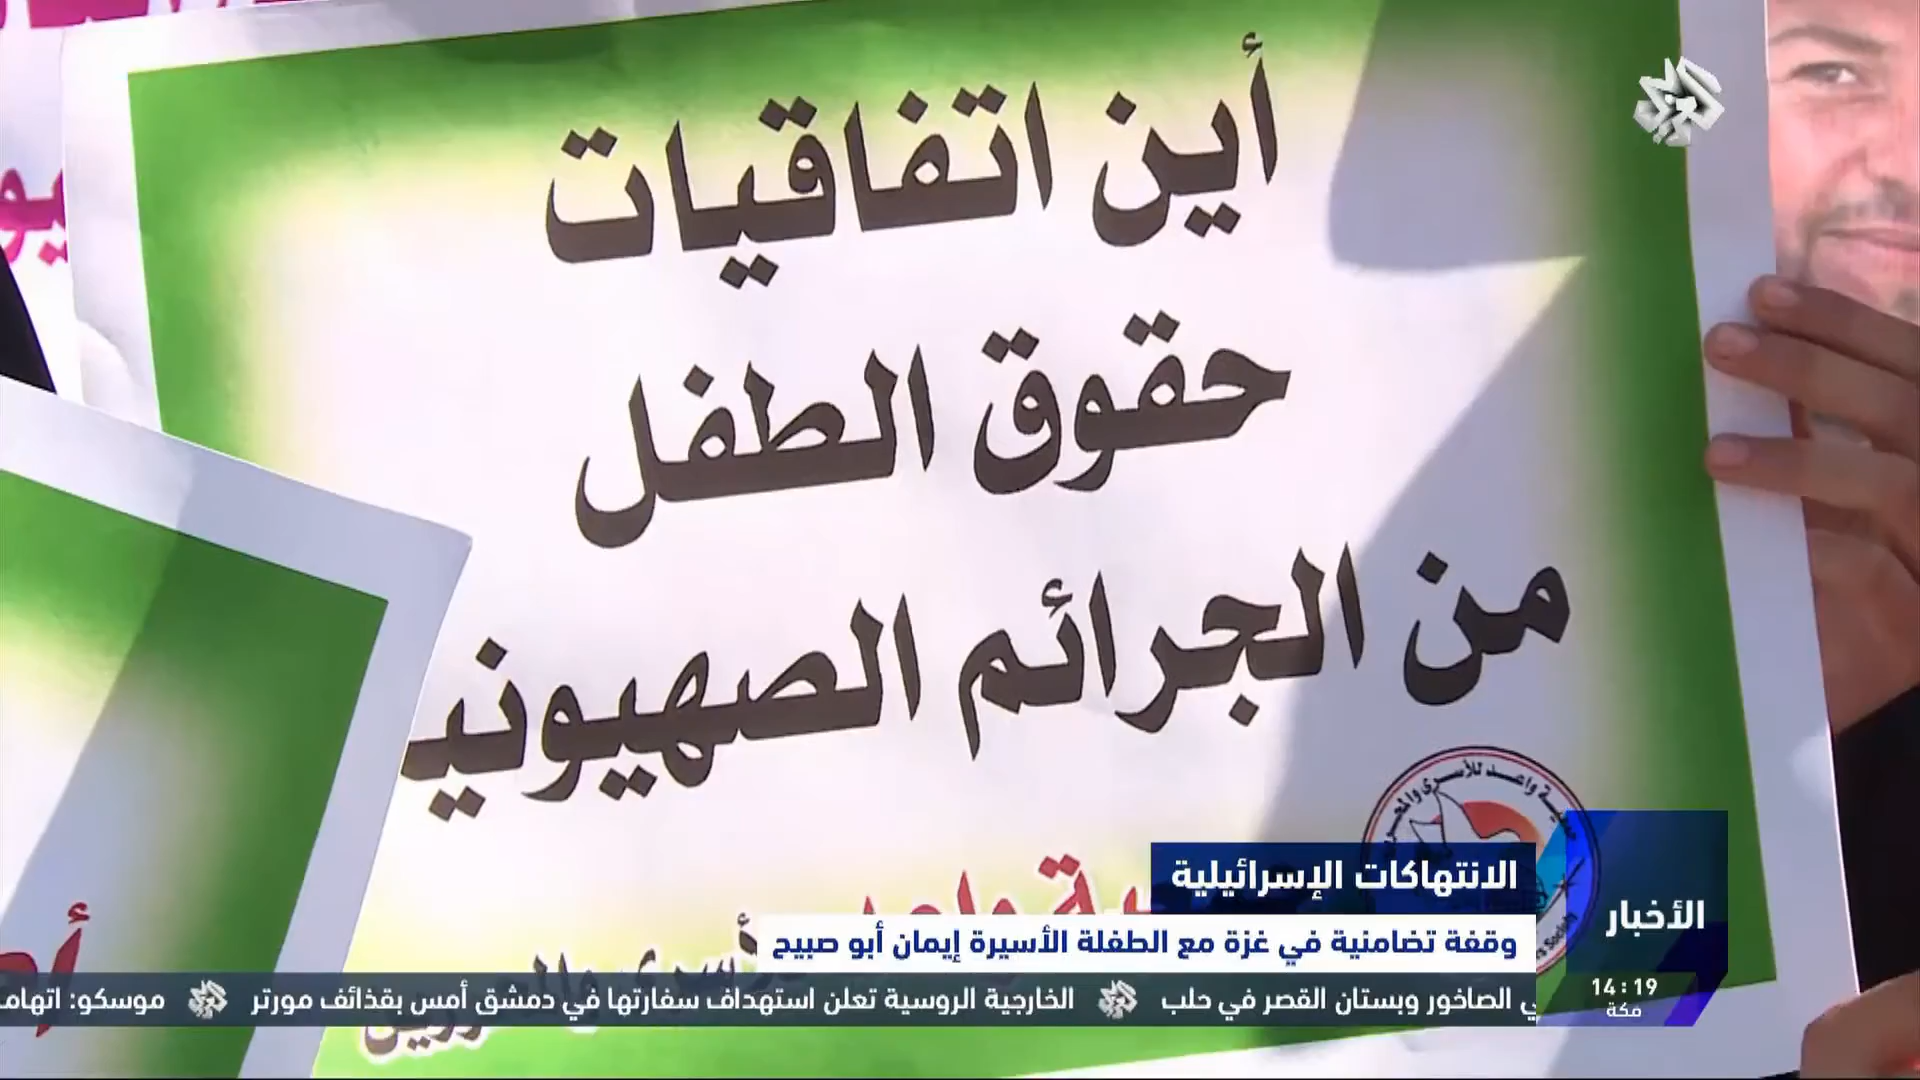 أين اتفاقيات
حقوق الطفل
من الجرائم الصهيوني
الانتهاكات الإسرائيلية
وقفة تضامنية في غزة مع الطفلة الأسيرة إيمان أبو صبيح
الأخبار
14:19
مكة
ي الصاخور وبستان القصر في حلب
الخارجية الروسية تعلن استهداف سفارتها في دمشق أمس بقذائف مورتر
موسكو: اتهام